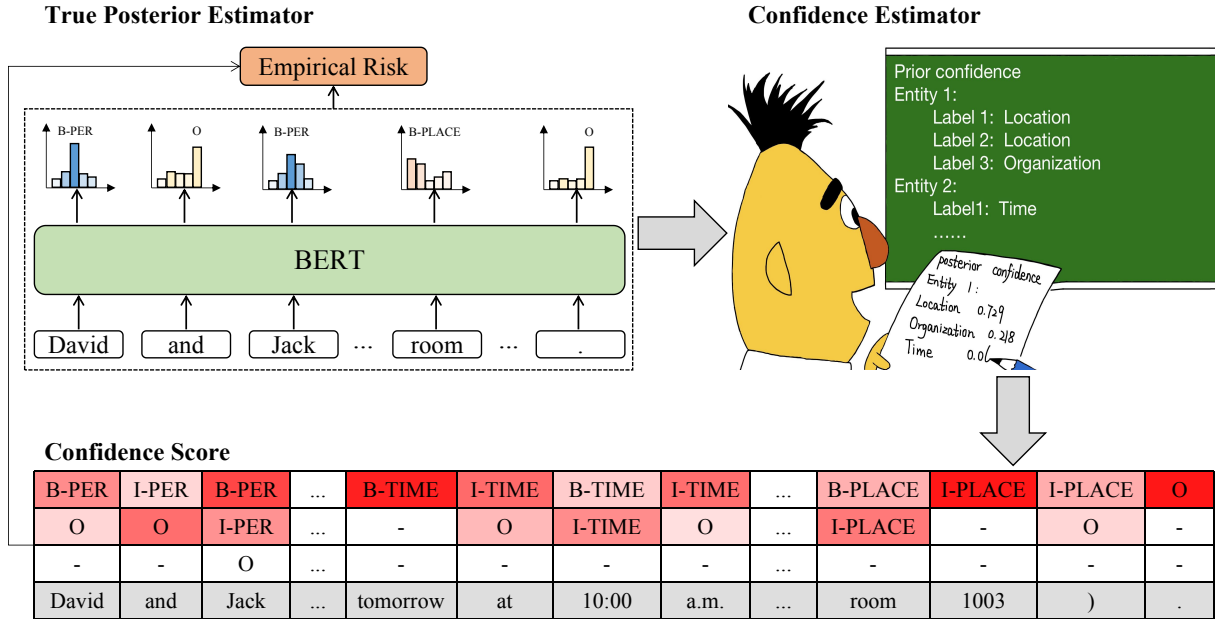 True Posterior Estimator
Confidence Estimator
Empirical Risk
B-PER
O
B-PER
B-PLACE
O
BERT
David and Jack ... room ... .
Prior confidence
Entity 1:
Label 1: Location
Label 2: Location
Label 3: Organization
Entity 2:
Label1: Time
......
posterior confidence
Entity 1:
Location 0.729
Organization 0.218
Time
Confidence Score
B-PER I-PER B-PER ... B-TIME I-TIME B-TIME I-TIME ... B-PLACE I-PLACE I-PLACE O
O O I-PER ... - O I-TIME O ... I-PLACE - O -
- - O ... - - - - ... - - - -
David and Jack ... tomorrow at 10:00 a.m. ... room 1003 ) .